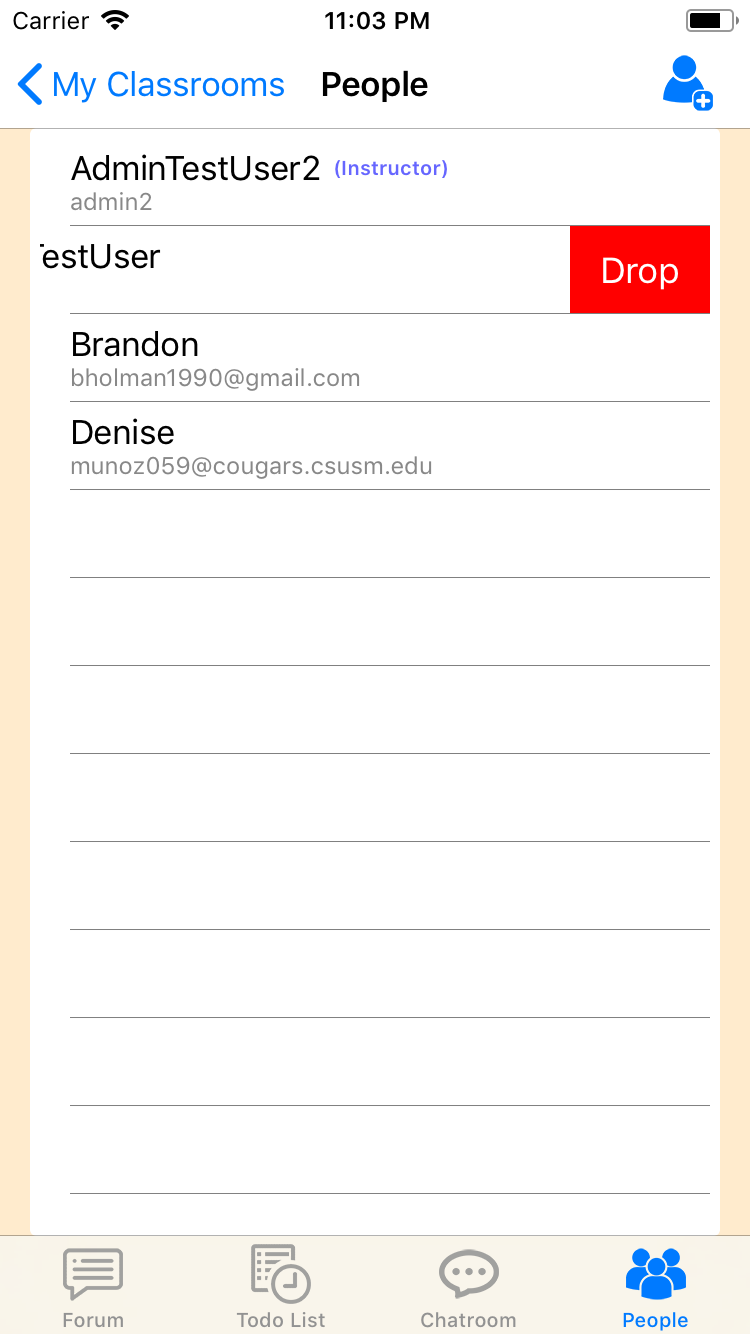 Carrier 11:03 PM
My Classrooms People
AdminTestUser2 (Instructor)
admin2
estUser
Drop
Brandon
bholman1990@gmail.com
Denise
munoz059@cougars.csusm.edu
Forum Todo List Chatroom People